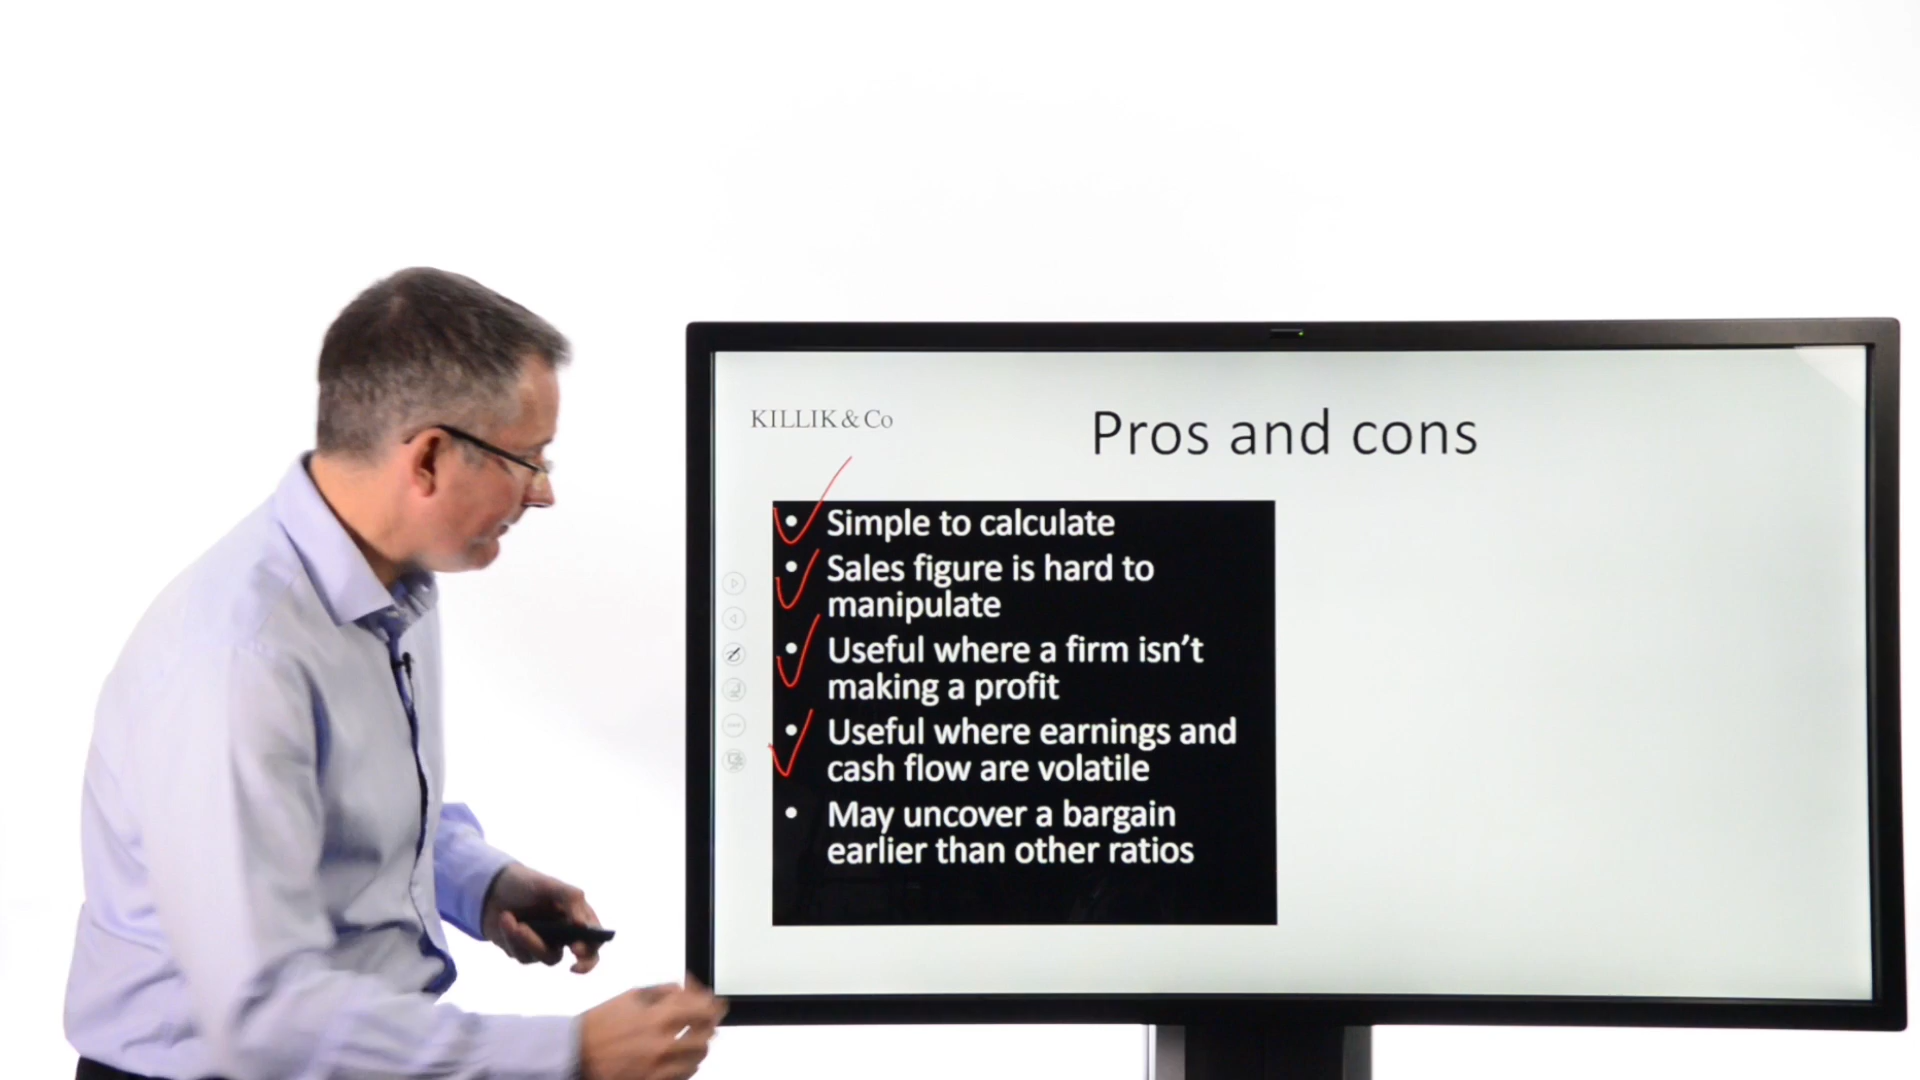 KILLIK & Co
Pros and cons
• Simple to calculate
• Sales figure is hard to
manipulate
• Useful where a firm isn’t
making a profit
• Useful where earnings and
cash flow are volatile
• May uncover a bargain
earlier than other ratios